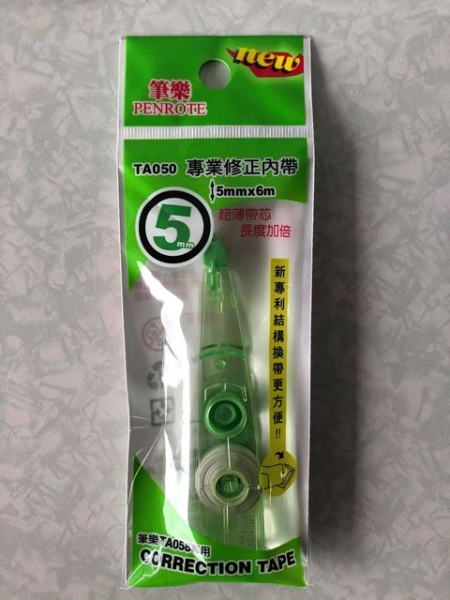 new
筆樂
PENROTE
TA050 專業修正內帶
5mmx6m
5
mm
超薄帶芯
長度加倍
新專利結構換帶更方便!!
CORRECTION TAPE